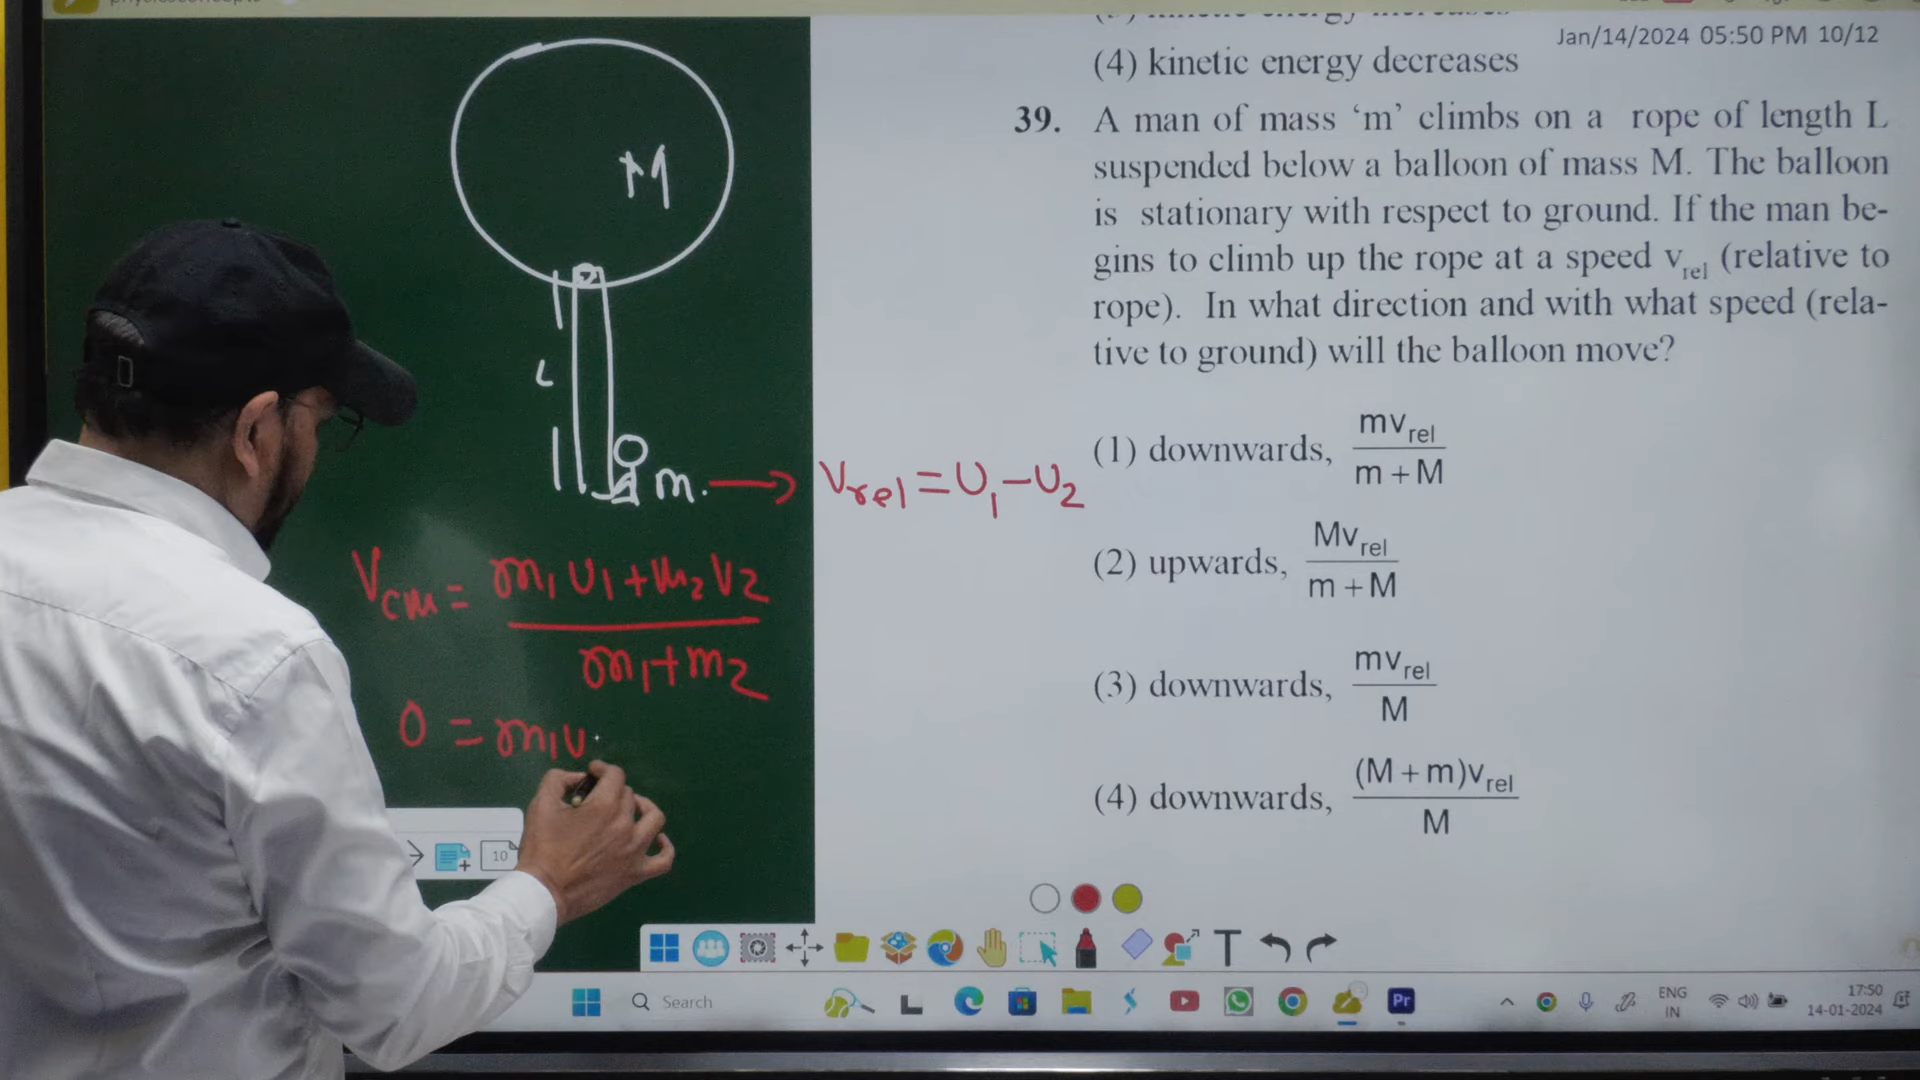 Jan/14/2024 05:50 PM 10/12
(4) kinetic energy decreases
39. A man of mass ‘m’ climbs on a rope of length L
suspended below a balloon of mass M. The balloon
is stationary with respect to ground. If the man be-
gins to climb up the rope at a speed v_rel (relative to
rope). In what direction and with what speed (rela-
tive to ground) will the balloon move?
(1) downwards, mv_rel / m + M
(2) upwards, Mv_rel / m + M
(3) downwards, mv_rel / M
(4) downwards, (M + m)v_rel / M
M
L
m. → V_rel = U_1 - U_2
V_cm = m_1 U_1 + m_2 V_2 / m_1 + m_2
0 = m_1 U
10
T
Search
Pr
ENG
IN
17:50
14-01-2024